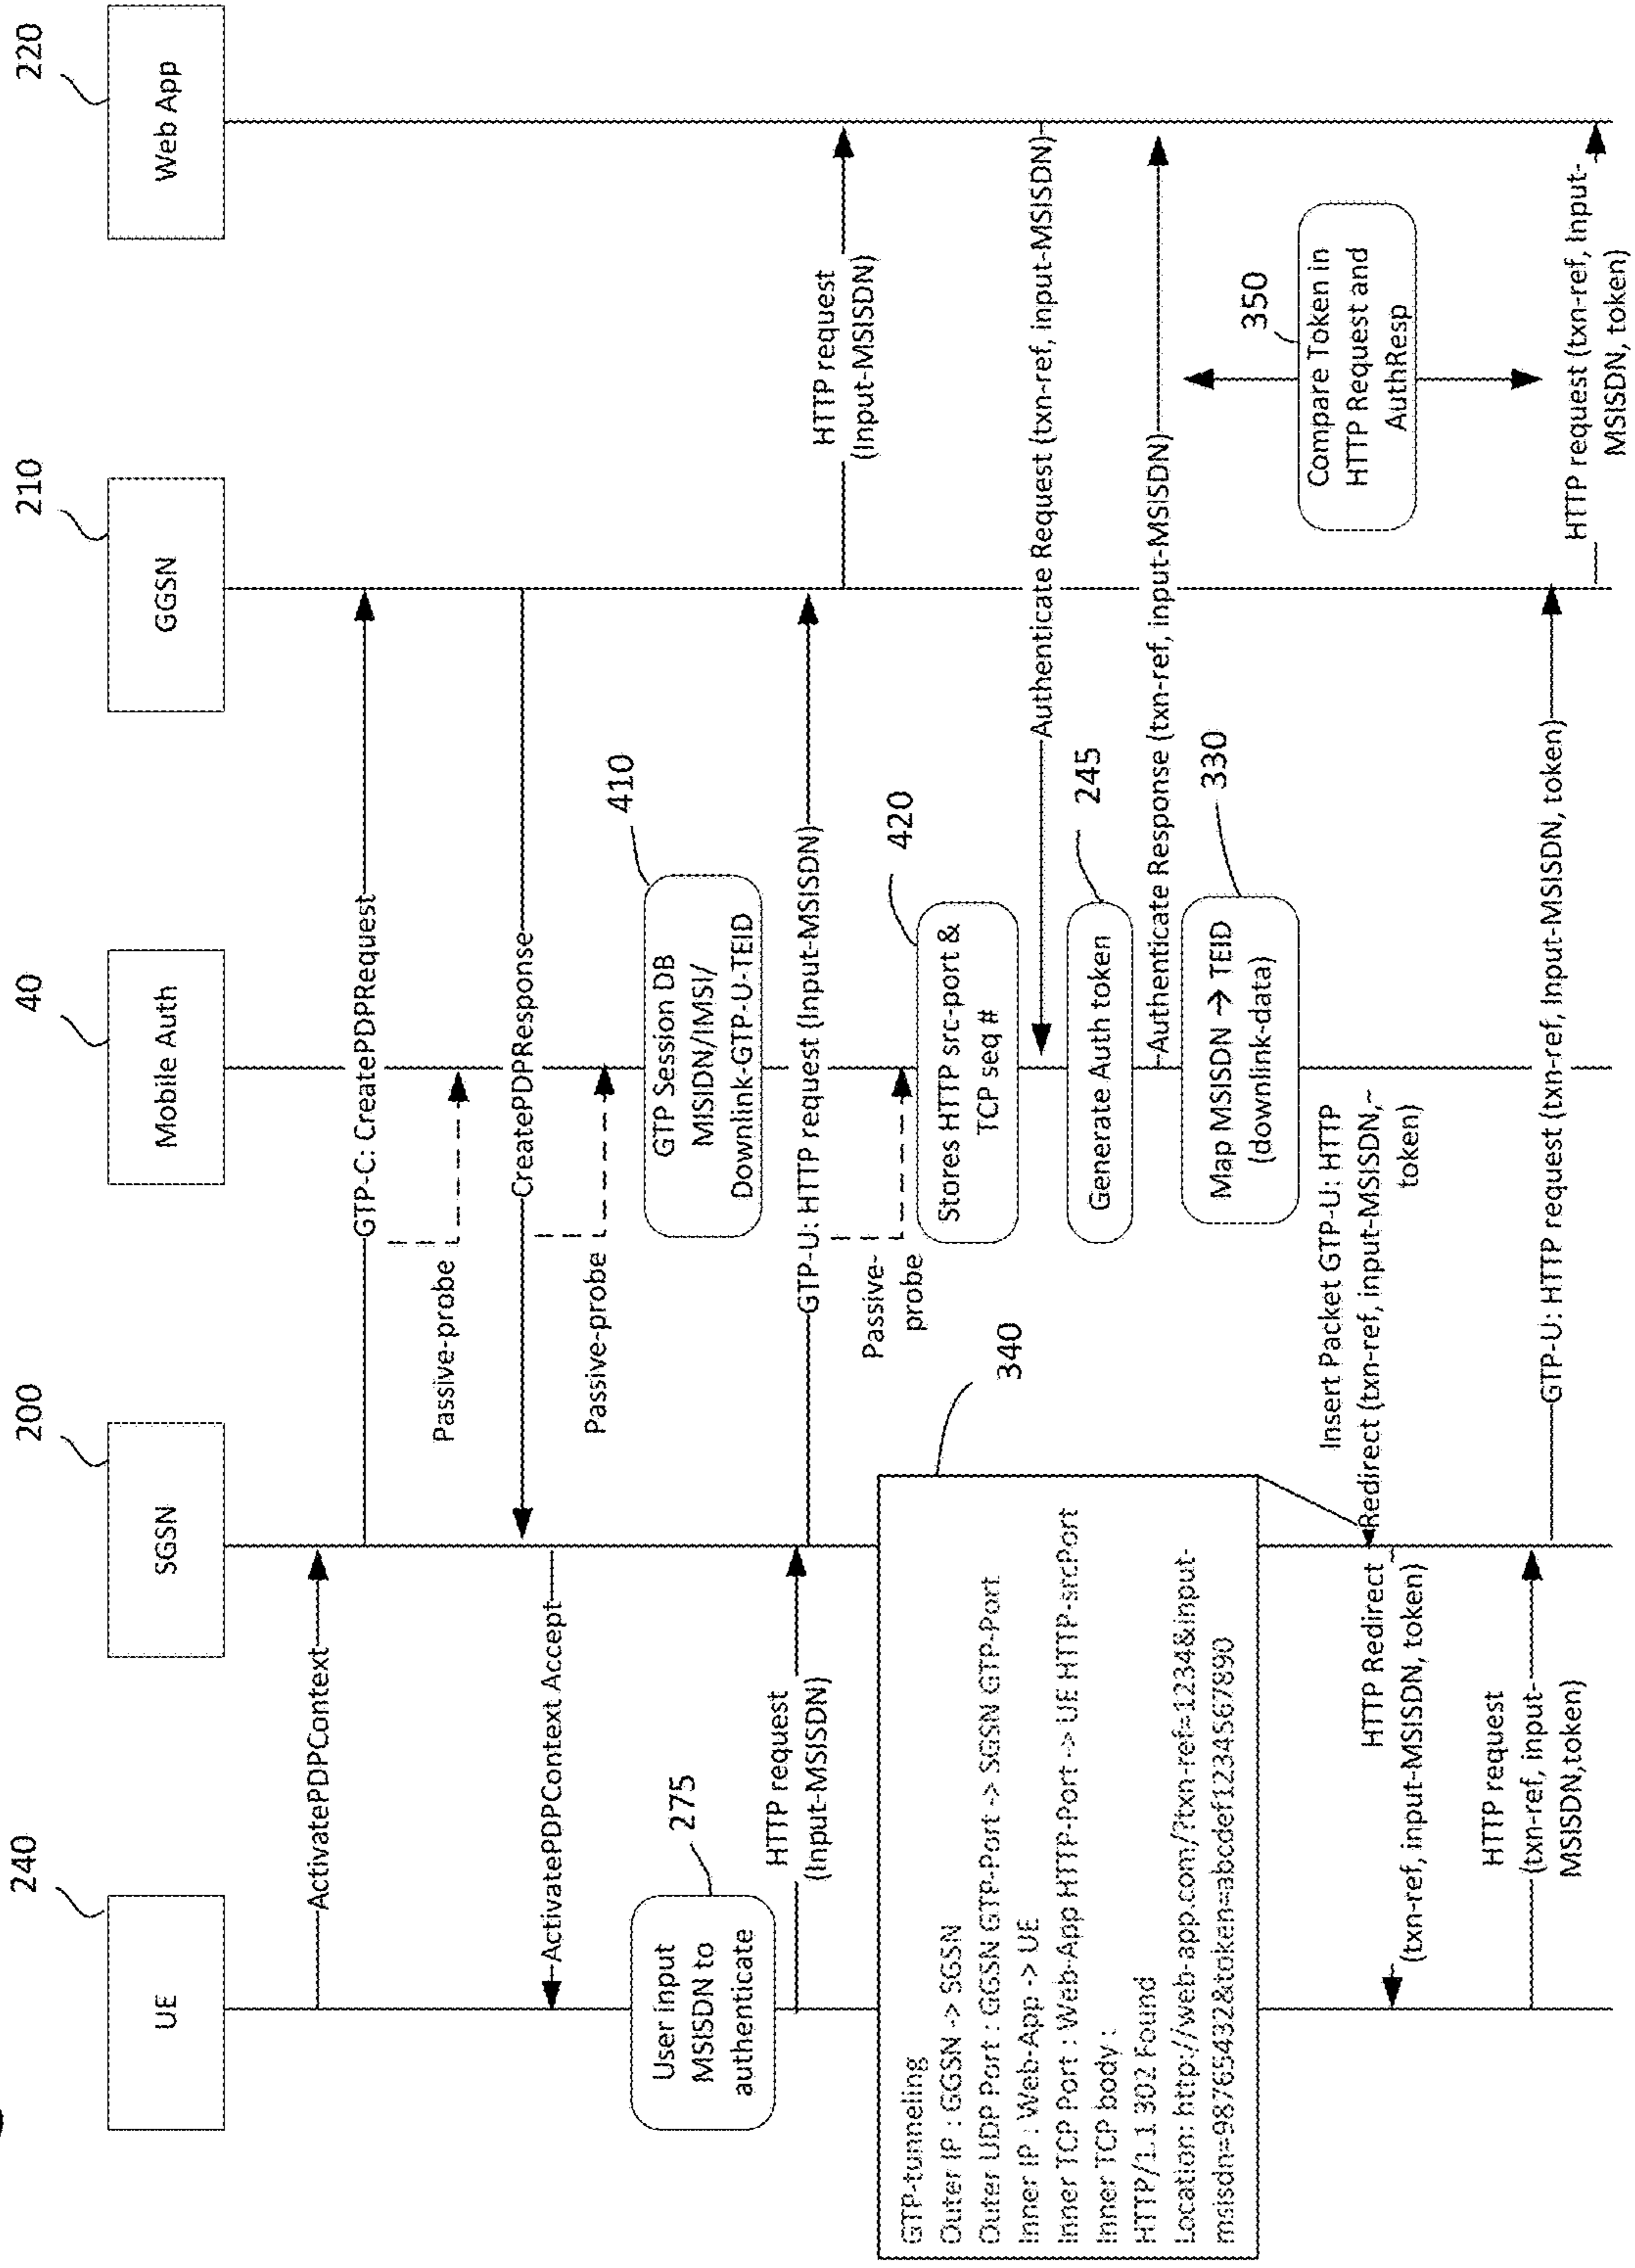 240
200
40
210
220
UE
SGSN
Mobile Auth
GGSN
Web App
ActivatePDPContext
GTP-C: CreatePDPRequest
Passive-probe
CreatePDPResponse
ActivatePDPContext Accept
Passive-probe
410
GTP Session DB
MISIDN/IMSI/
Downlink-GTP-U-TEID
275
User input
MSISDN to
authenticate
HTTP request
(Input-MSISDN)
GTP-U: HTTP request (Input-MSISDN)
HTTP request
(Input-MSISDN)
Passive-
probe
420
Stores HTTP src-port &
TCP seq #
Authenticate Request (txn-ref, input-MSISDN)
245
Generate Auth token
Authenticate Response (txn-ref, input-MSISDN)
330
Map MSISDN → TEID
(downlink-data)
340
GTP-tunneling
Outer IP : GGSN -> SGSN
Outer UDP Port : GGSN GTP-Port -> SGSN GTP-Port
Inner IP : Web-App -> UE
Inner TCP Port : Web-App HTTP-Port -> UE HTTP-srcPort
Inner TCP body :
HTTP/1.1 302 Found
Location: http://web-app.com/?txn-ref=1234&input-
msisdn=98765432&token=abcdef1234567890
350
Compare Token in
HTTP Request and
AuthResp
Insert Packet GTP-U: HTTP
Redirect (txn-ref, input-MSISDN,
token)
HTTP Redirect
(txn-ref, input-MSISDN, token)
HTTP request
(txn-ref, input-
MSISDN,token)
GTP-U: HTTP request (txn-ref, Input-MSISDN, token)
HTTP request (txn-ref, Input-
MSISDN, token)